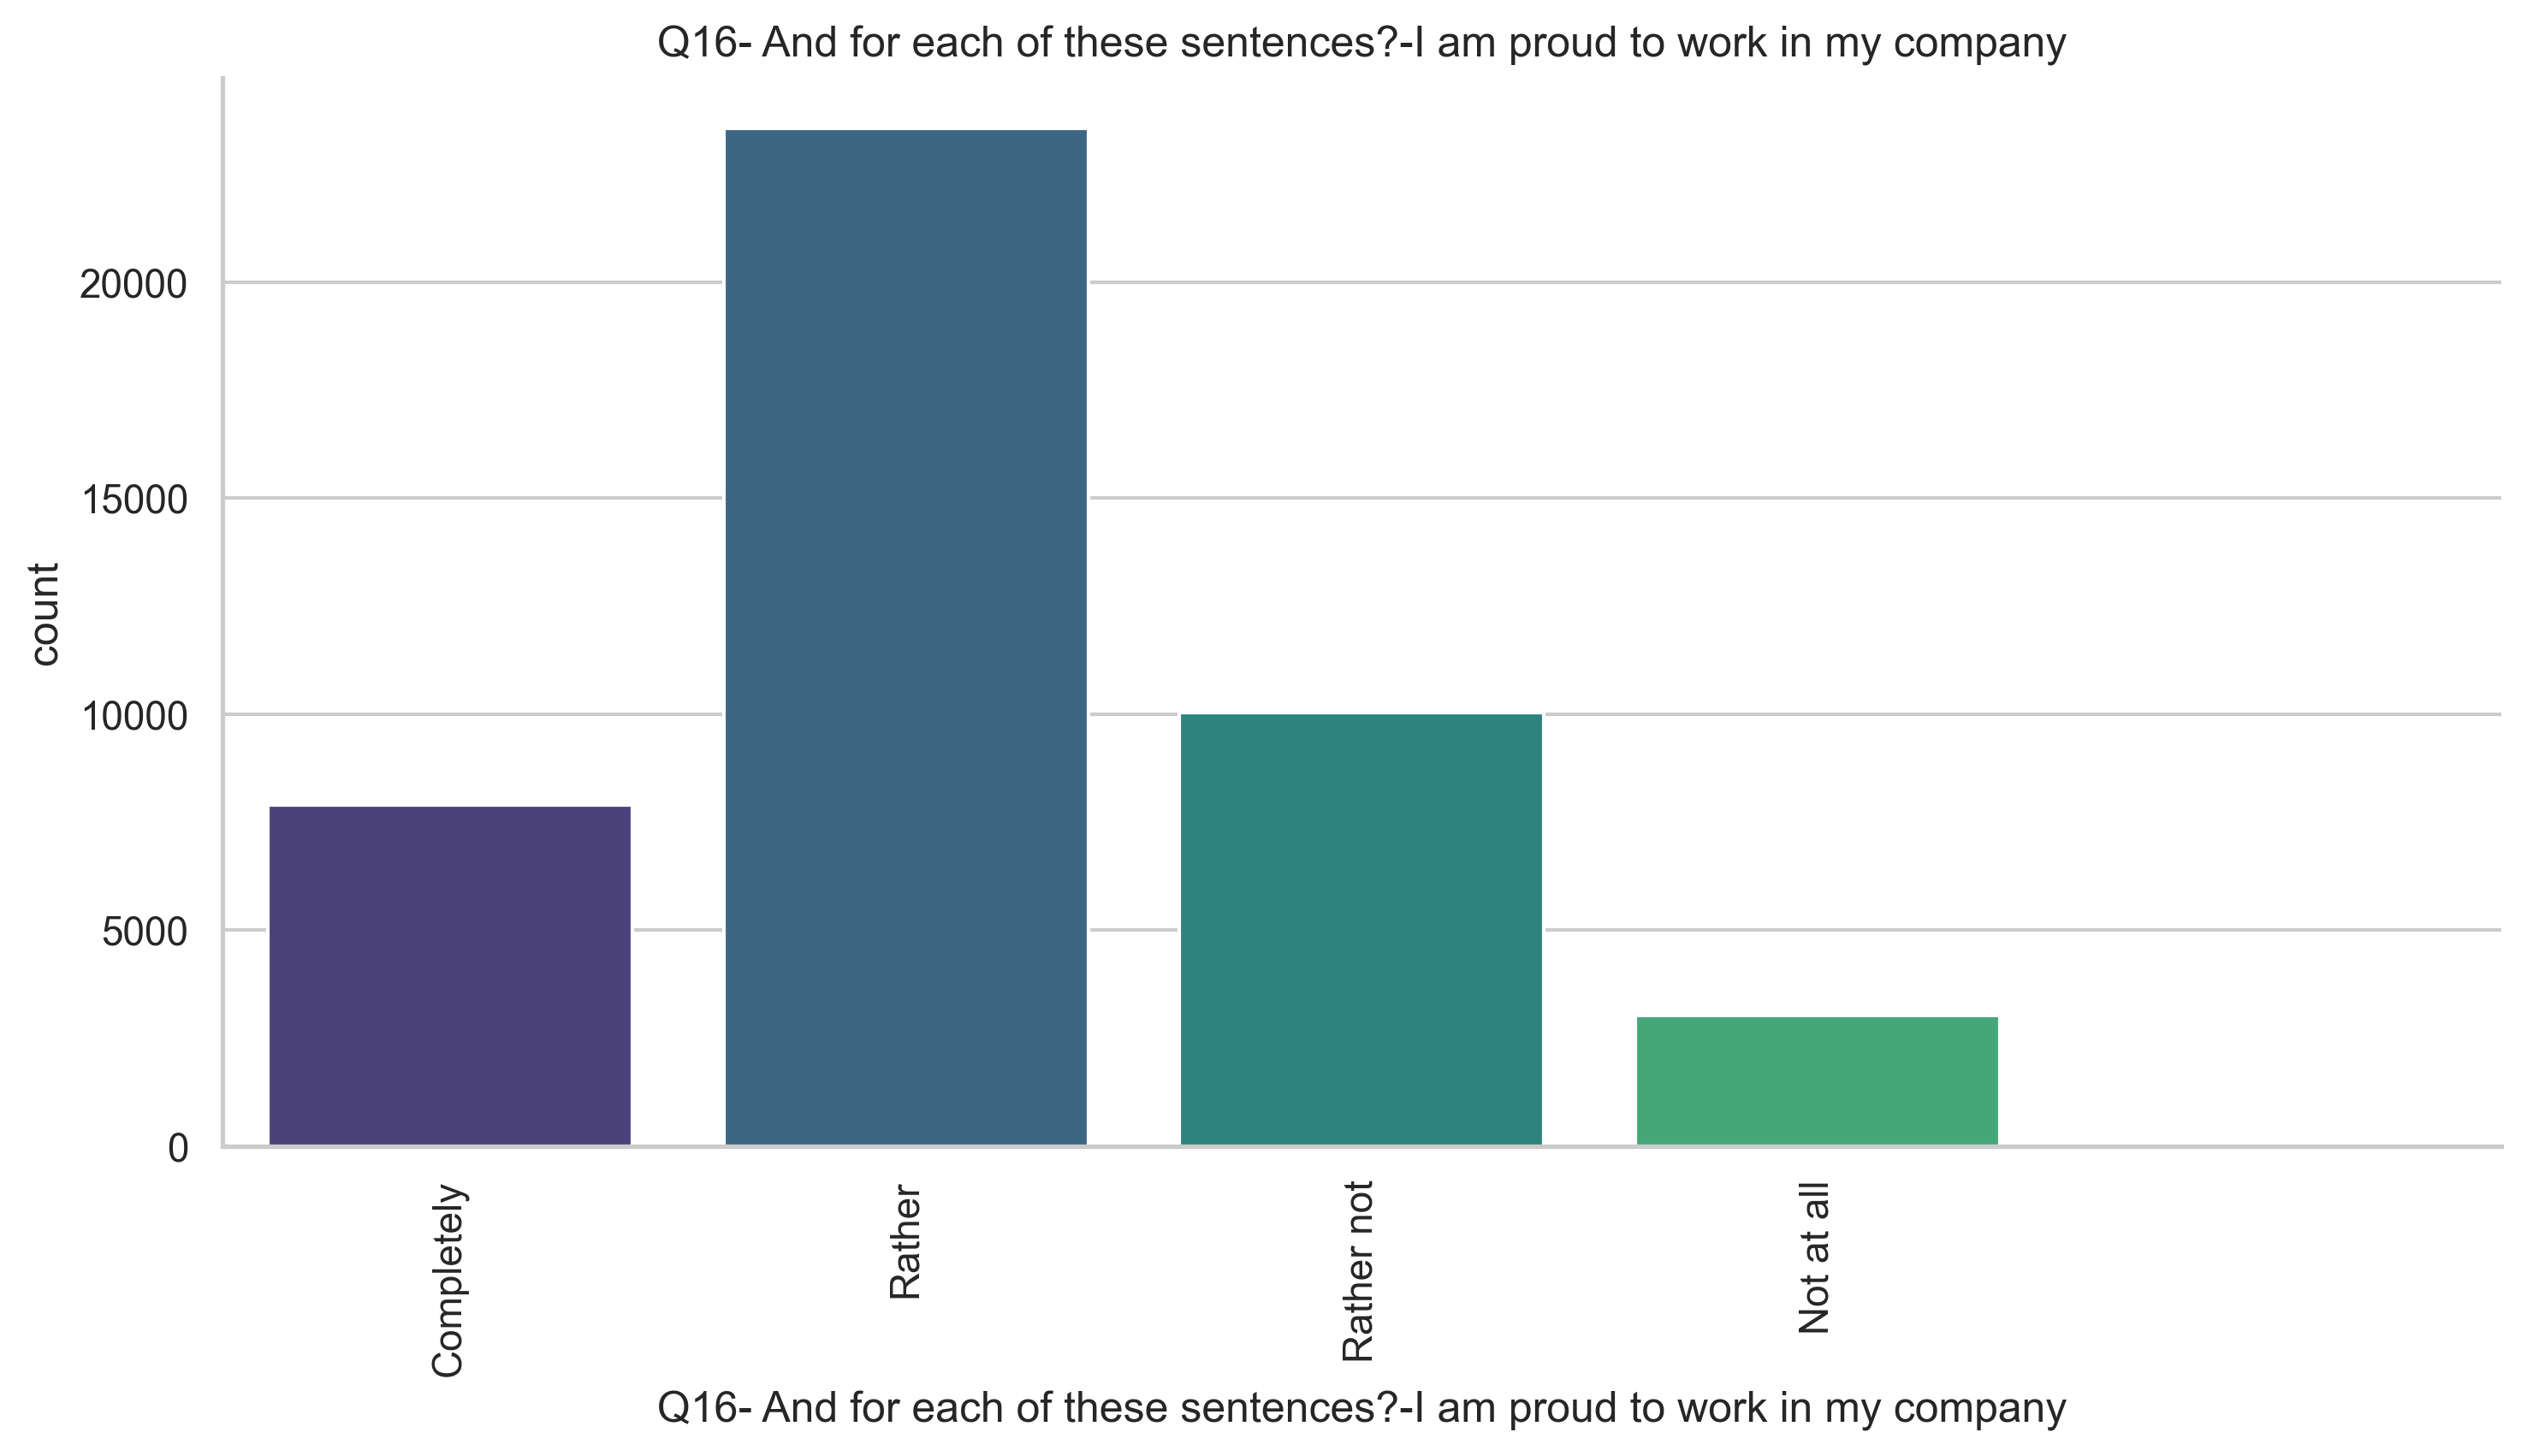 Q16- And for each of these sentences?-I am proud to work in my company
20000
15000
10000
5000
0
count
Completely
Rather
Rather not
Not at all
Q16- And for each of these sentences?-I am proud to work in my company